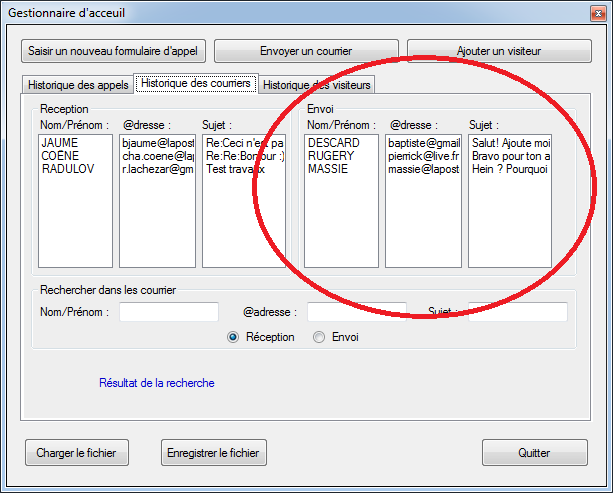 Gestionnaire d'acceuil
Saisir un nouveau formulaire d'appel Envoyer un courrier Ajouter un visiteur
Historique des appels Historique des courriers Historique des visiteurs
Reception Envoi
Nom/Prénom : @dresse : Sujet : Nom/Prénom : @dresse : Sujet :
JAUME bjaume@lapost Re:Ceci n'est pa DESCARD baptiste@gmail Salut! Ajoute moi
COËNE cha.coene@lap Re:Re:Bonjour :) RUGERY pierrick@live.fr Bravo pour ton a
RADULOV r.lachezar@gm Test travaux MASSIE massie@lapost Hein ? Pourquoi
Rechercher dans les courrier
Nom/Prénom : @adresse : Sujet :
Réception Envoi
Résultat de la recherche
Charger le fichier Enregistrer le fichier Quitter